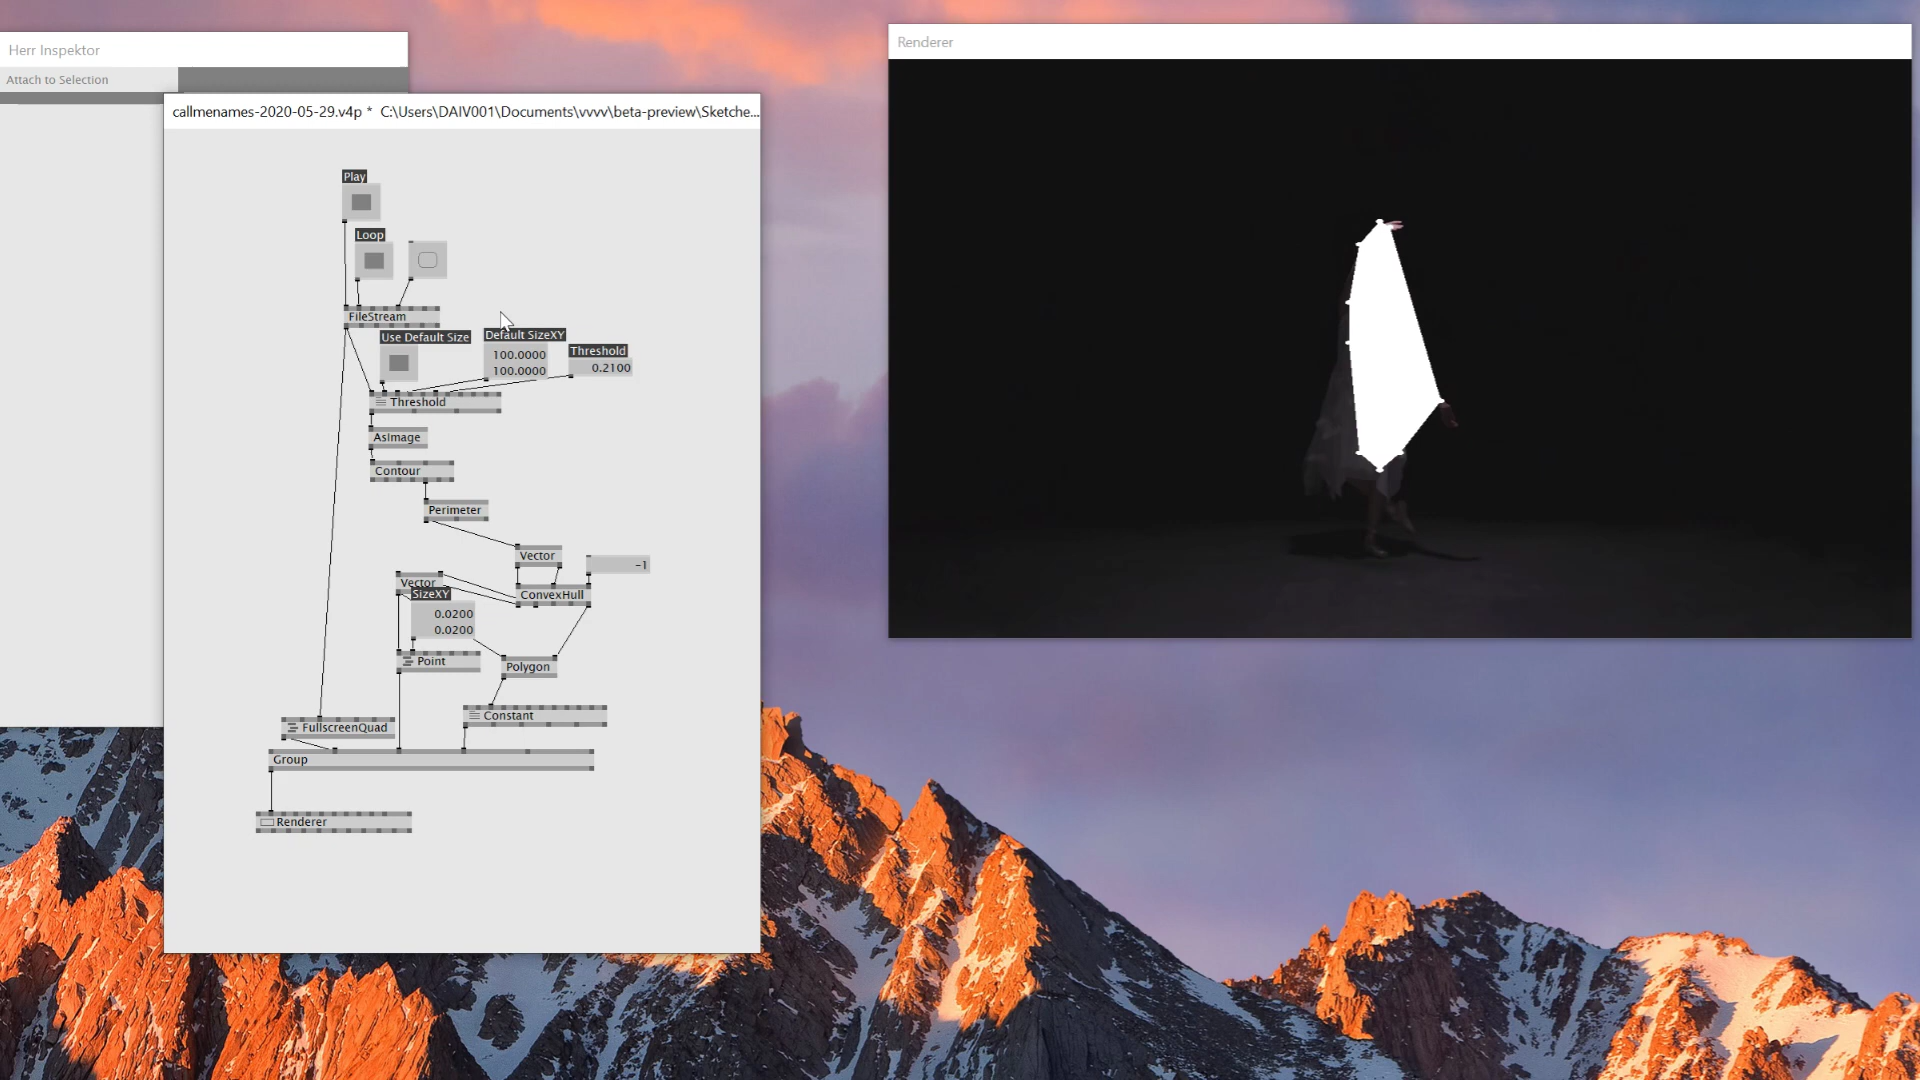 Herr Inspektor
Attach to Selection
callmenames-2020-05-29.v4p * C:\Users\DAIV001\Documents\vvvv\beta-preview\Sketche...
Play
Loop
FileStream
Use Default Size
Default SizeXY
100.0000
100.0000
Threshold
0.2100
Threshold
AsImage
Contour
Perimeter
Vector
-1
Vector
ConvexHull
SizeXY
0.0200
0.0200
Point
Polygon
Constant
FullscreenQuad
Group
Renderer
Renderer